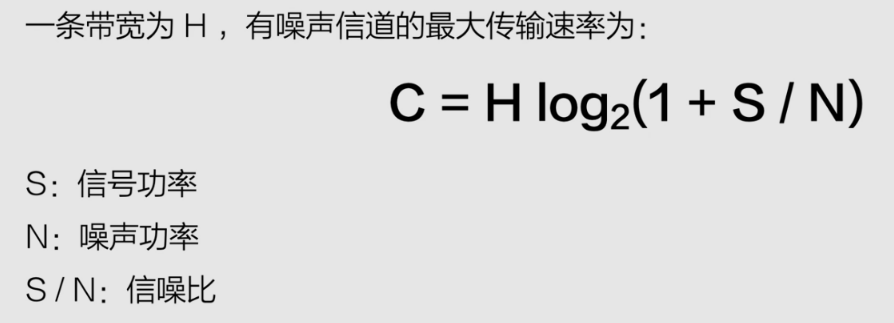 一条带宽为 H ，有噪声信道的最大传输速率为：
C = H log₂(1 + S / N)
S：信号功率
N：噪声功率
S / N：信噪比